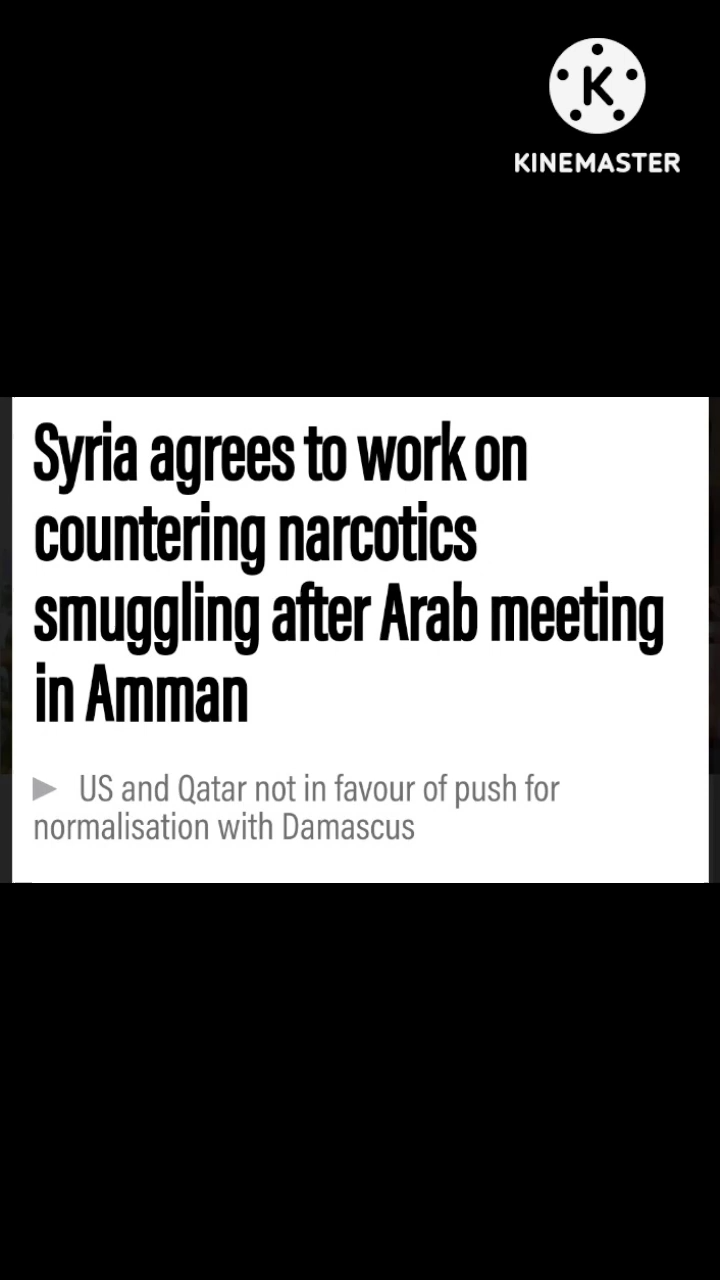 K
KINEMASTER
Syria agrees to work on
countering narcotics
smuggling after Arab meeting
in Amman
US and Qatar not in favour of push for
normalisation with Damascus